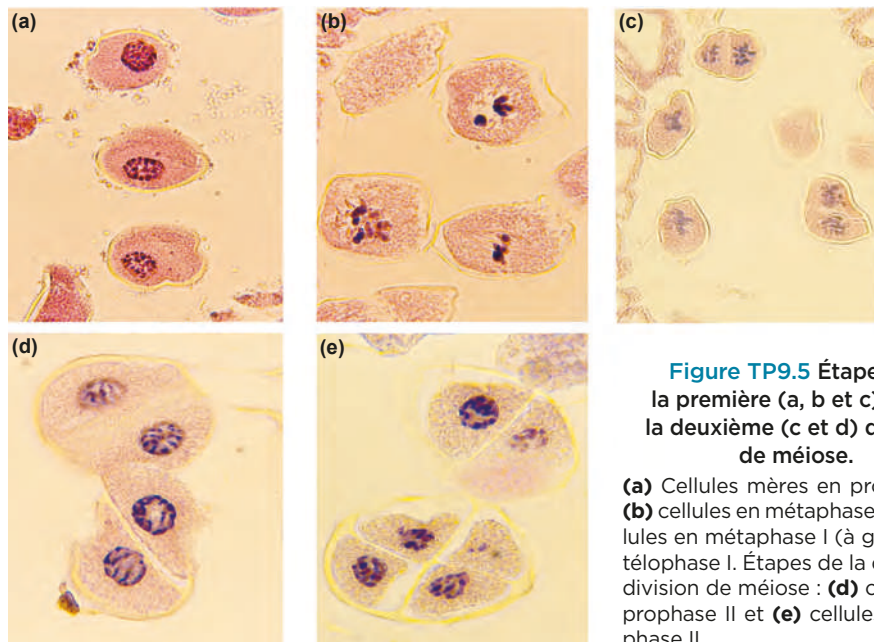 (a)
(b)
(c)
(d)
(e)
Figure TP9.5 Étape
la première (a, b et c)
la deuxième (c et d) d
de méiose.
(a) Cellules mères en pro
(b) cellules en métaphase
lules en métaphase I (à g
télophase I. Étapes de la
division de méiose : (d) c
prophase II et (e) cellule
phase II